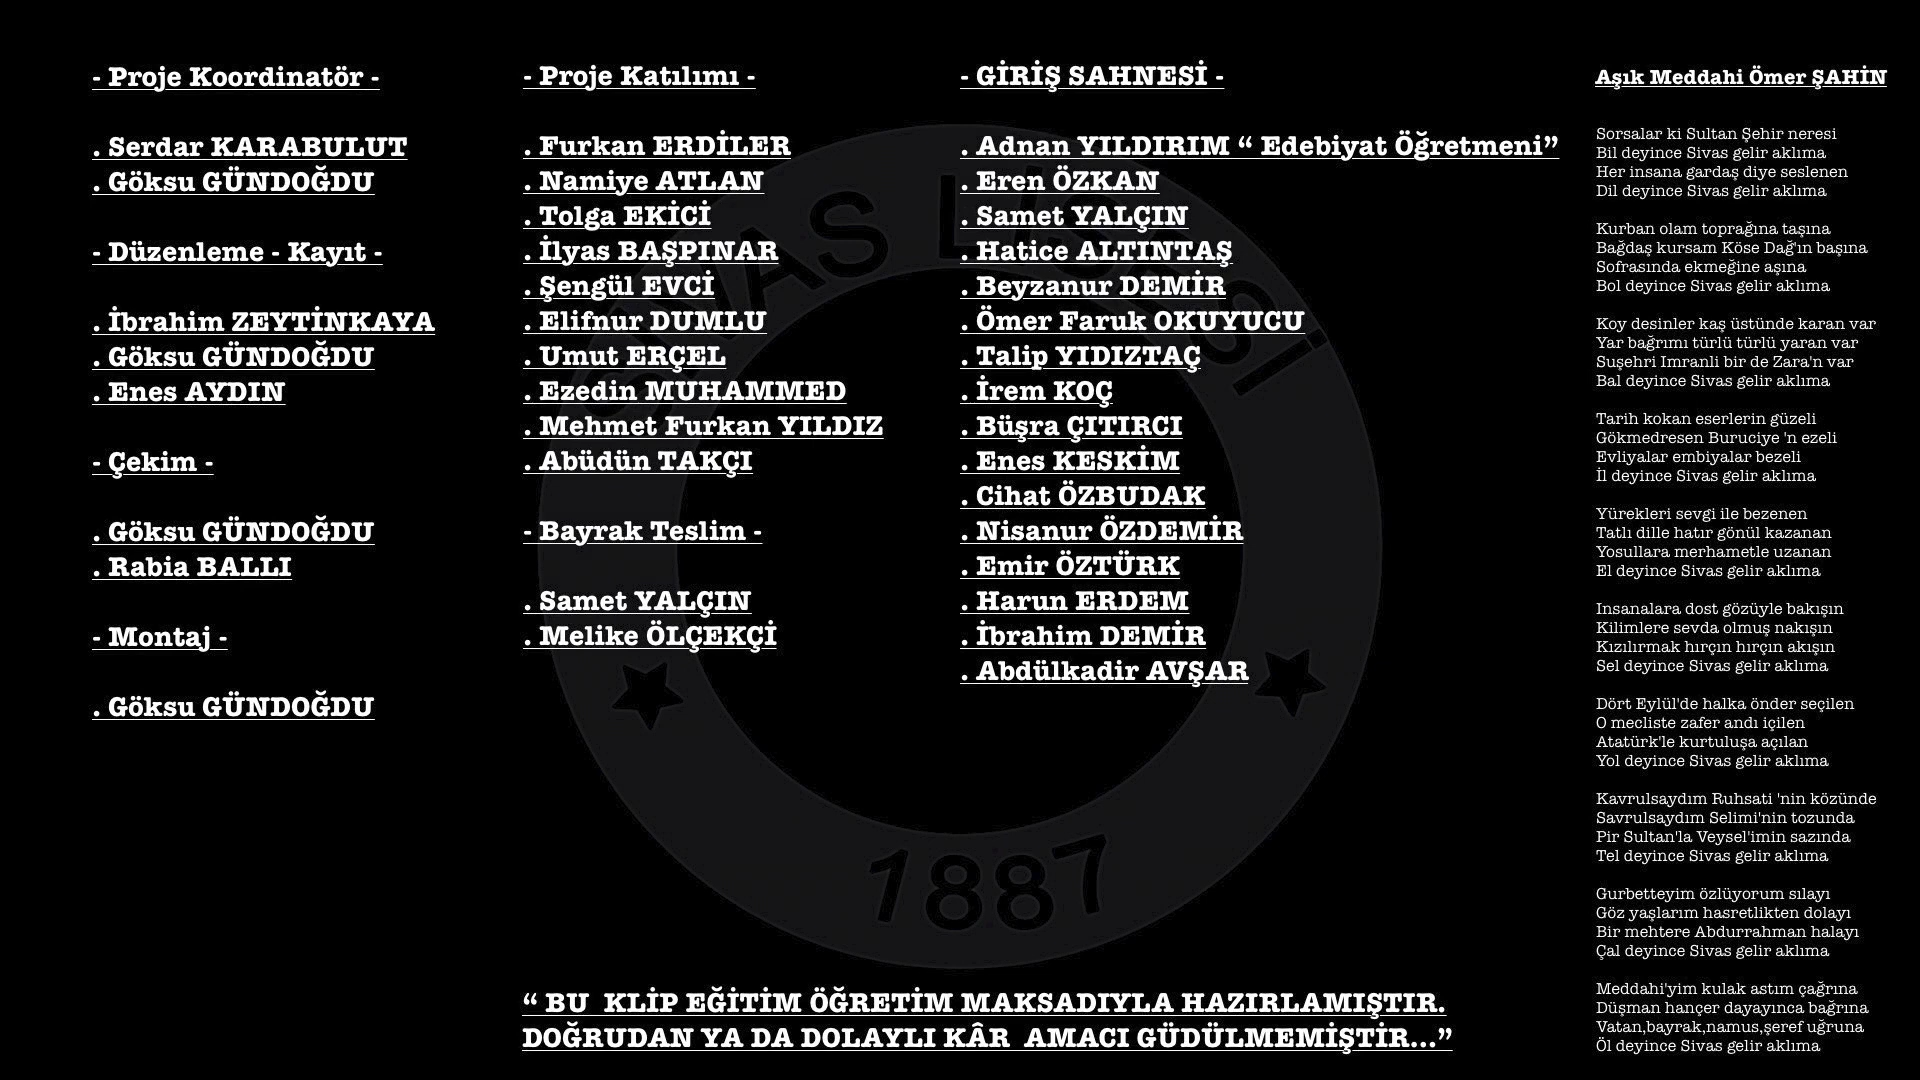 - Proje Koordinatör -
. Serdar KARABULUT
. Göksu GÜNDOĞDU
- Düzenleme - Kayıt -
. İbrahim ZEYTİNKAYA
. Göksu GÜNDOĞDU
. Enes AYDIN
- Çekim -
. Göksu GÜNDOĞDU
. Rabia BALLI
- Montaj -
. Göksu GÜNDOĞDU
- Proje Katılımı -
. Furkan ERDİLER
. Namiye ATLAN
. Tolga EKİCİ
. İlyas BAŞPINAR
. Şengül EVCİ
. Elifnur DUMLU
. Umut ERÇEL
. Ezedin MUHAMMED
. Mehmet Furkan YILDIZ
. Abüdün TAKÇI
- Bayrak Teslim -
. Samet YALÇIN
. Melike ÖLÇEKÇİ
- GİRİŞ SAHNESİ -
. Adnan YILDIRIM “ Edebiyat Öğretmeni”
. Eren ÖZKAN
. Samet YALÇIN
. Hatice ALTINTAŞ
. Beyzanur DEMİR
. Ömer Faruk OKUYUCU
. Talip YIDIZTAÇ
. İrem KOÇ
. Büşra ÇITIRCI
. Enes KESKİM
. Cihat ÖZBUDAK
. Nisanur ÖZDEMİR
. Emir ÖZTÜRK
. Harun ERDEM
. İbrahim DEMİR
. Abdülkadir AVŞAR
SİVAS LİSESİ
1887
“ BU  KLİP EĞİTİM ÖĞRETİM MAKSADIYLA HAZIRLAMIŞTIR.
DOĞRUDAN YA DA DOLAYLI KÂR  AMACI GÜDÜLMEMİŞTİR...”
Aşık Meddahi Ömer ŞAHİN
Sorsalar ki Sultan Şehir neresi
Bil deyince Sivas gelir aklıma
Her insana gardaş diye seslenen
Dil deyince Sivas gelir aklıma
Kurban olam toprağına taşına
Bağdaş kursam Köse Dağ'ın başına
Sofrasında ekmeğine aşına
Bol deyince Sivas gelir aklıma
Koy desinler kaş üstünde karan var
Yar bağrımı türlü türlü yaran var
Suşehri Imranli bir de Zara'n var
Bal deyince Sivas gelir aklıma
Tarih kokan eserlerin güzeli
Gökmedresen Buruciye 'n ezeli
Evliyalar embiyalar bezeli
İl deyince Sivas gelir aklıma
Yürekleri sevgi ile bezenen
Tatlı dille hatır gönül kazanan
Yosullara merhametle uzanan
El deyince Sivas gelir aklıma
Insanalara dost gözüyle bakışın
Kilimlere sevda olmuş nakışın
Kızılırmak hırçın hırçın akışın
Sel deyince Sivas gelir aklıma
Dört Eylül'de halka önder seçilen
O mecliste zafer andı içilen
Atatürk'le kurtuluşa açılan
Yol deyince Sivas gelir aklıma
Kavrulsaydım Ruhsati 'nin közünde
Savrulsaydım Selimi'nin tozunda
Pir Sultan'la Veysel'imin sazında
Tel deyince Sivas gelir aklıma
Gurbetteyim özlüyorum sılayı
Göz yaşlarım hasretlikten dolayı
Bir mehtere Abdurrahman halayı
Çal deyince Sivas gelir aklıma
Meddahi'yim kulak astım çağrına
Düşman hançer dayayınca bağrına
Vatan,bayrak,namus,şeref uğruna
Öl deyince Sivas gelir aklıma